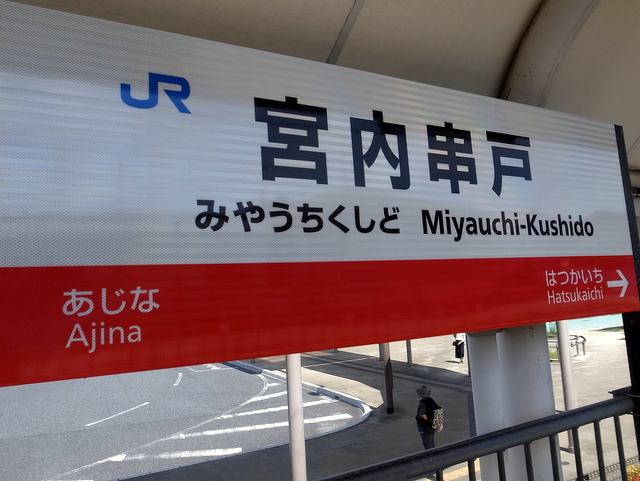 JR
宮内串戸
みやうちくしど Miyauchi-Kushido
あじな
Ajina
はつかいち
Hatsukaichi →